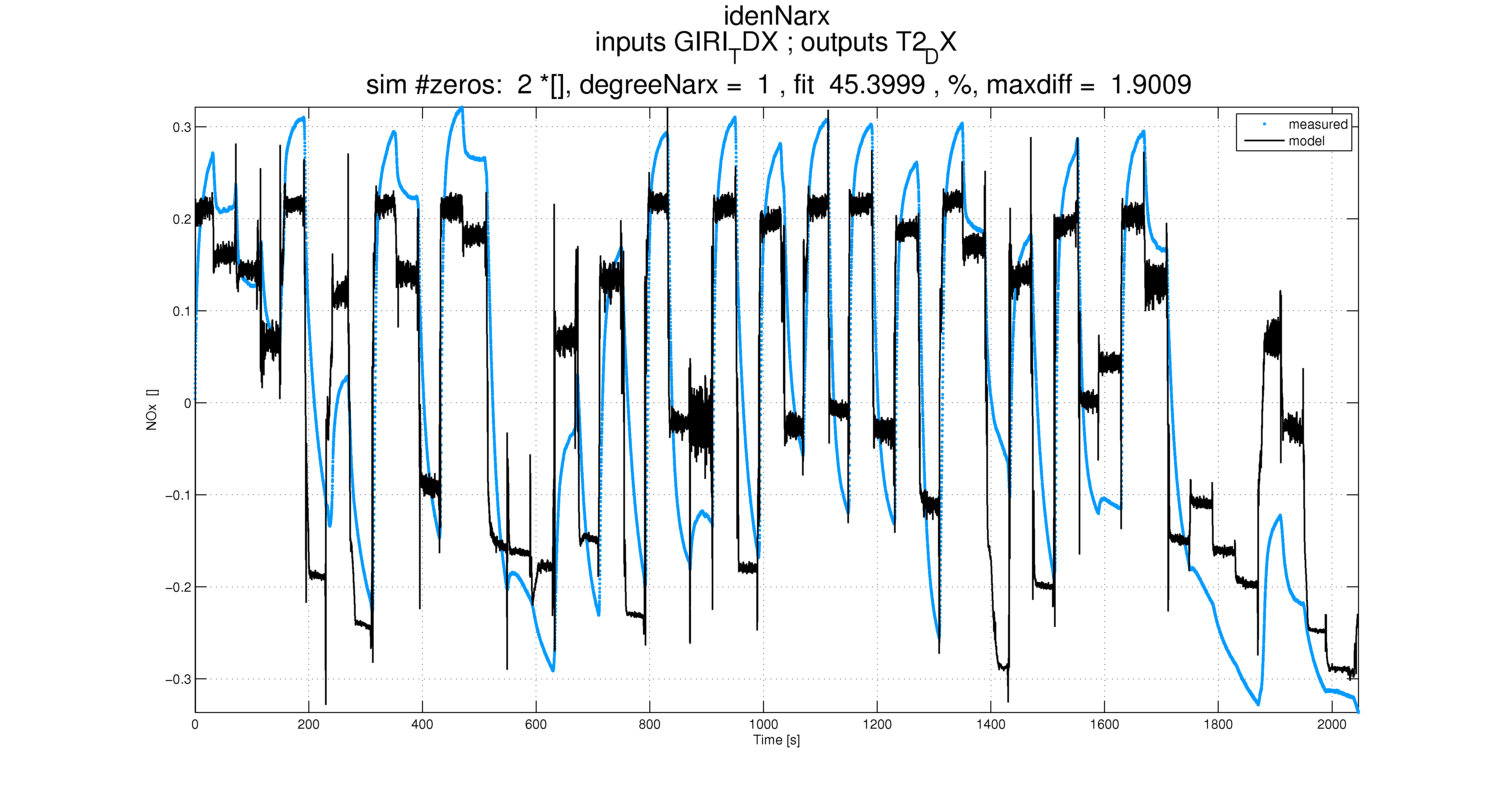 idenNarx
inputs GIRI_TDX ; outputs T2_DX
sim #zeros:  2 *[], degreeNarx =  1 , fit  45.3999 , %, maxdiff =  1.9009
measured
model
0.3
0.2
0.1
0
−0.1
−0.2
−0.3
NOx  []
0 200 400 600 800 1000 1200 1400 1600 1800 2000
Time [s]